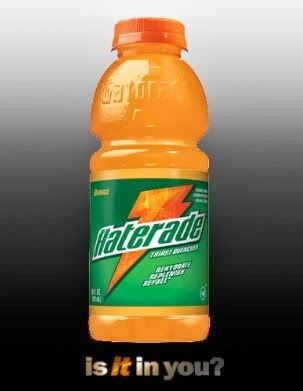 Gatorade
ORANGE
Haterade
THIRST QUENCHER
REHYDRATE
REPLENISH
REFUEL
is it in you?